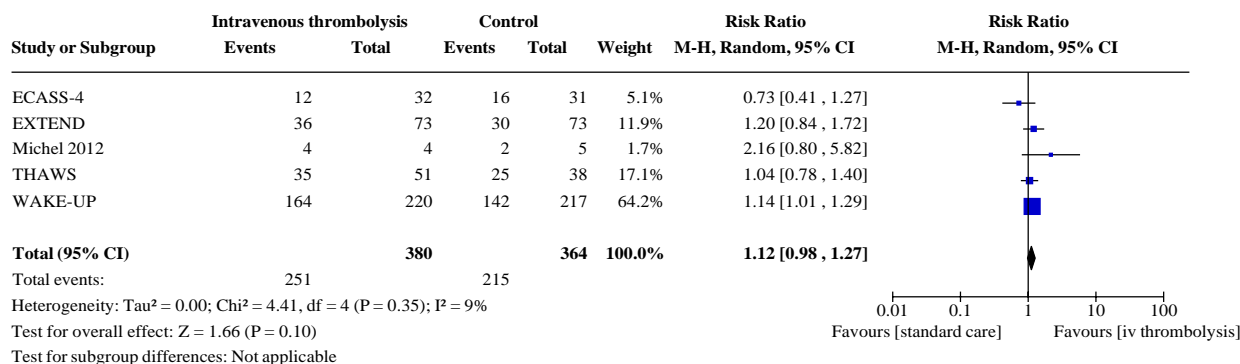 Intravenous thrombolysis Control Risk Ratio Risk Ratio
Study or Subgroup Events Total Events Total Weight M-H, Random, 95% CI M-H, Random, 95% CI
ECASS-4 12 32 16 31 5.1% 0.73 [0.41 , 1.27]
EXTEND 36 73 30 73 11.9% 1.20 [0.84 , 1.72]
Michel 2012 4 4 2 5 1.7% 2.16 [0.80 , 5.82]
THAWS 35 51 25 38 17.1% 1.04 [0.78 , 1.40]
WAKE-UP 164 220 142 217 64.2% 1.14 [1.01 , 1.29]
Total (95% CI) 380 364 100.0% 1.12 [0.98 , 1.27]
Total events: 251 215
Heterogeneity: Tau² = 0.00; Chi² = 4.41, df = 4 (P = 0.35); I² = 9%
Test for overall effect: Z = 1.66 (P = 0.10)
Test for subgroup differences: Not applicable
0.01 0.1 1 10 100
Favours [standard care] Favours [iv thrombolysis]